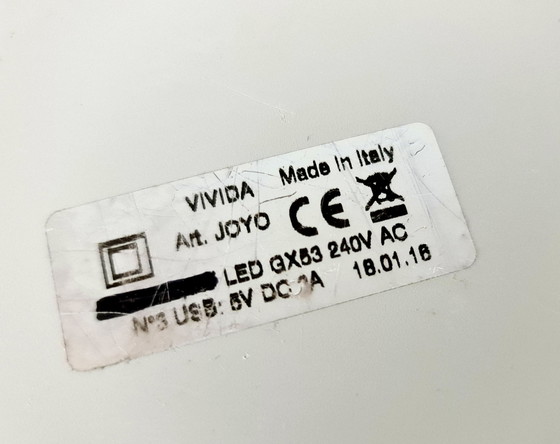 VIVIDA Made in Italy
Art. JOYO CE
LED GX53 240V AC
N°3 USB: 5V DC 18.01.18